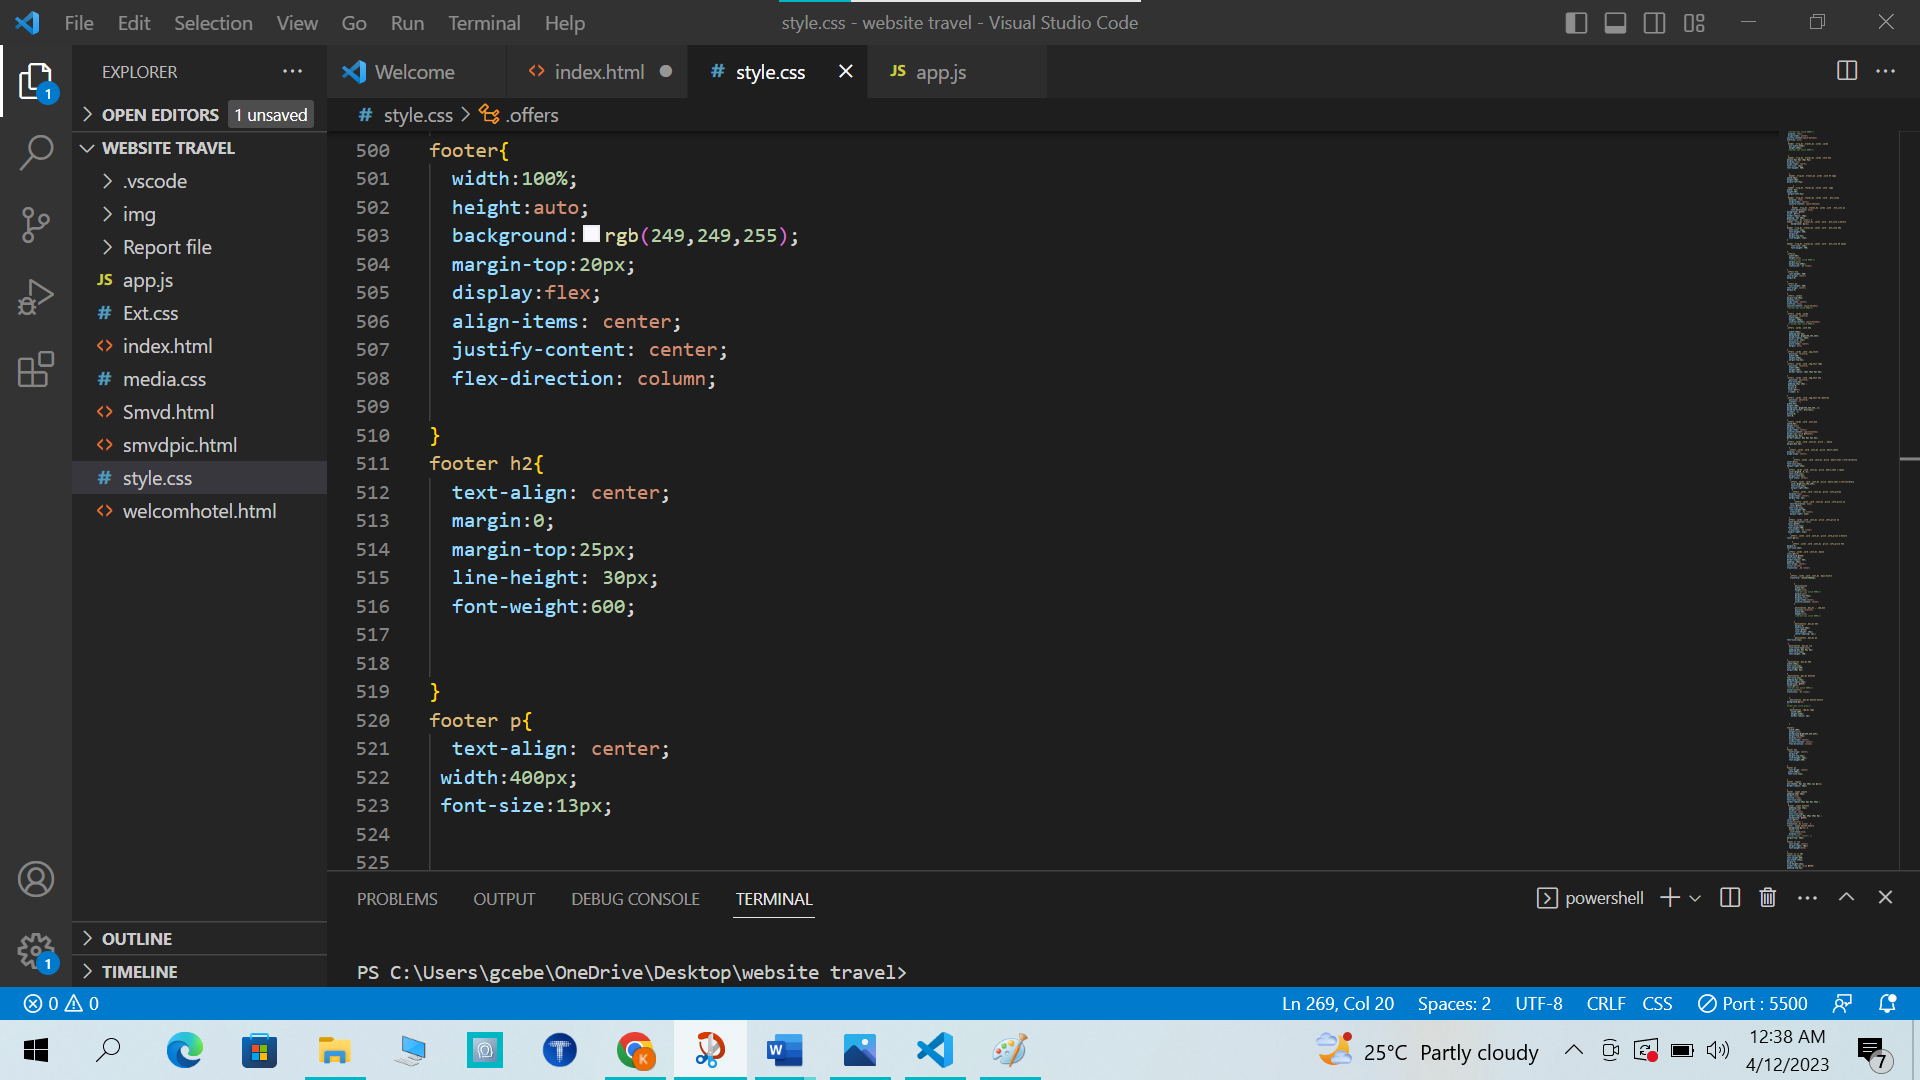 File Edit Selection View Go Run Terminal Help
style.css - website travel - Visual Studio Code
EXPLORER
Welcome
index.html
# style.css
JS app.js
OPEN EDITORS 1 unsaved
# style.css > .offers
WEBSITE TRAVEL
.vscode
img
Report file
JS app.js
# Ext.css
index.html
# media.css
Smvd.html
smvdpic.html
# style.css
welcomhotel.html
OUTLINE
TIMELINE
1
1
500 footer{
501 width:100%;
502 height:auto;
503 background: rgb(249,249,255);
504 margin-top:20px;
505 display:flex;
506 align-items: center;
507 justify-content: center;
508 flex-direction: column;
509
510 }
511 footer h2{
512 text-align: center;
513 margin:0;
514 margin-top:25px;
515 line-height: 30px;
516 font-weight:600;
517
518
519 }
520 footer p{
521 text-align: center;
522 width:400px;
523 font-size:13px;
524
525
PROBLEMS OUTPUT DEBUG CONSOLE TERMINAL
powershell
PS C:\Users\gcebe\OneDrive\Desktop\website travel>
0 0
Ln 269, Col 20 Spaces: 2 UTF-8 CRLF CSS Port : 5500
T
K
W
25°C Partly cloudy
12:38 AM
4/12/2023
7